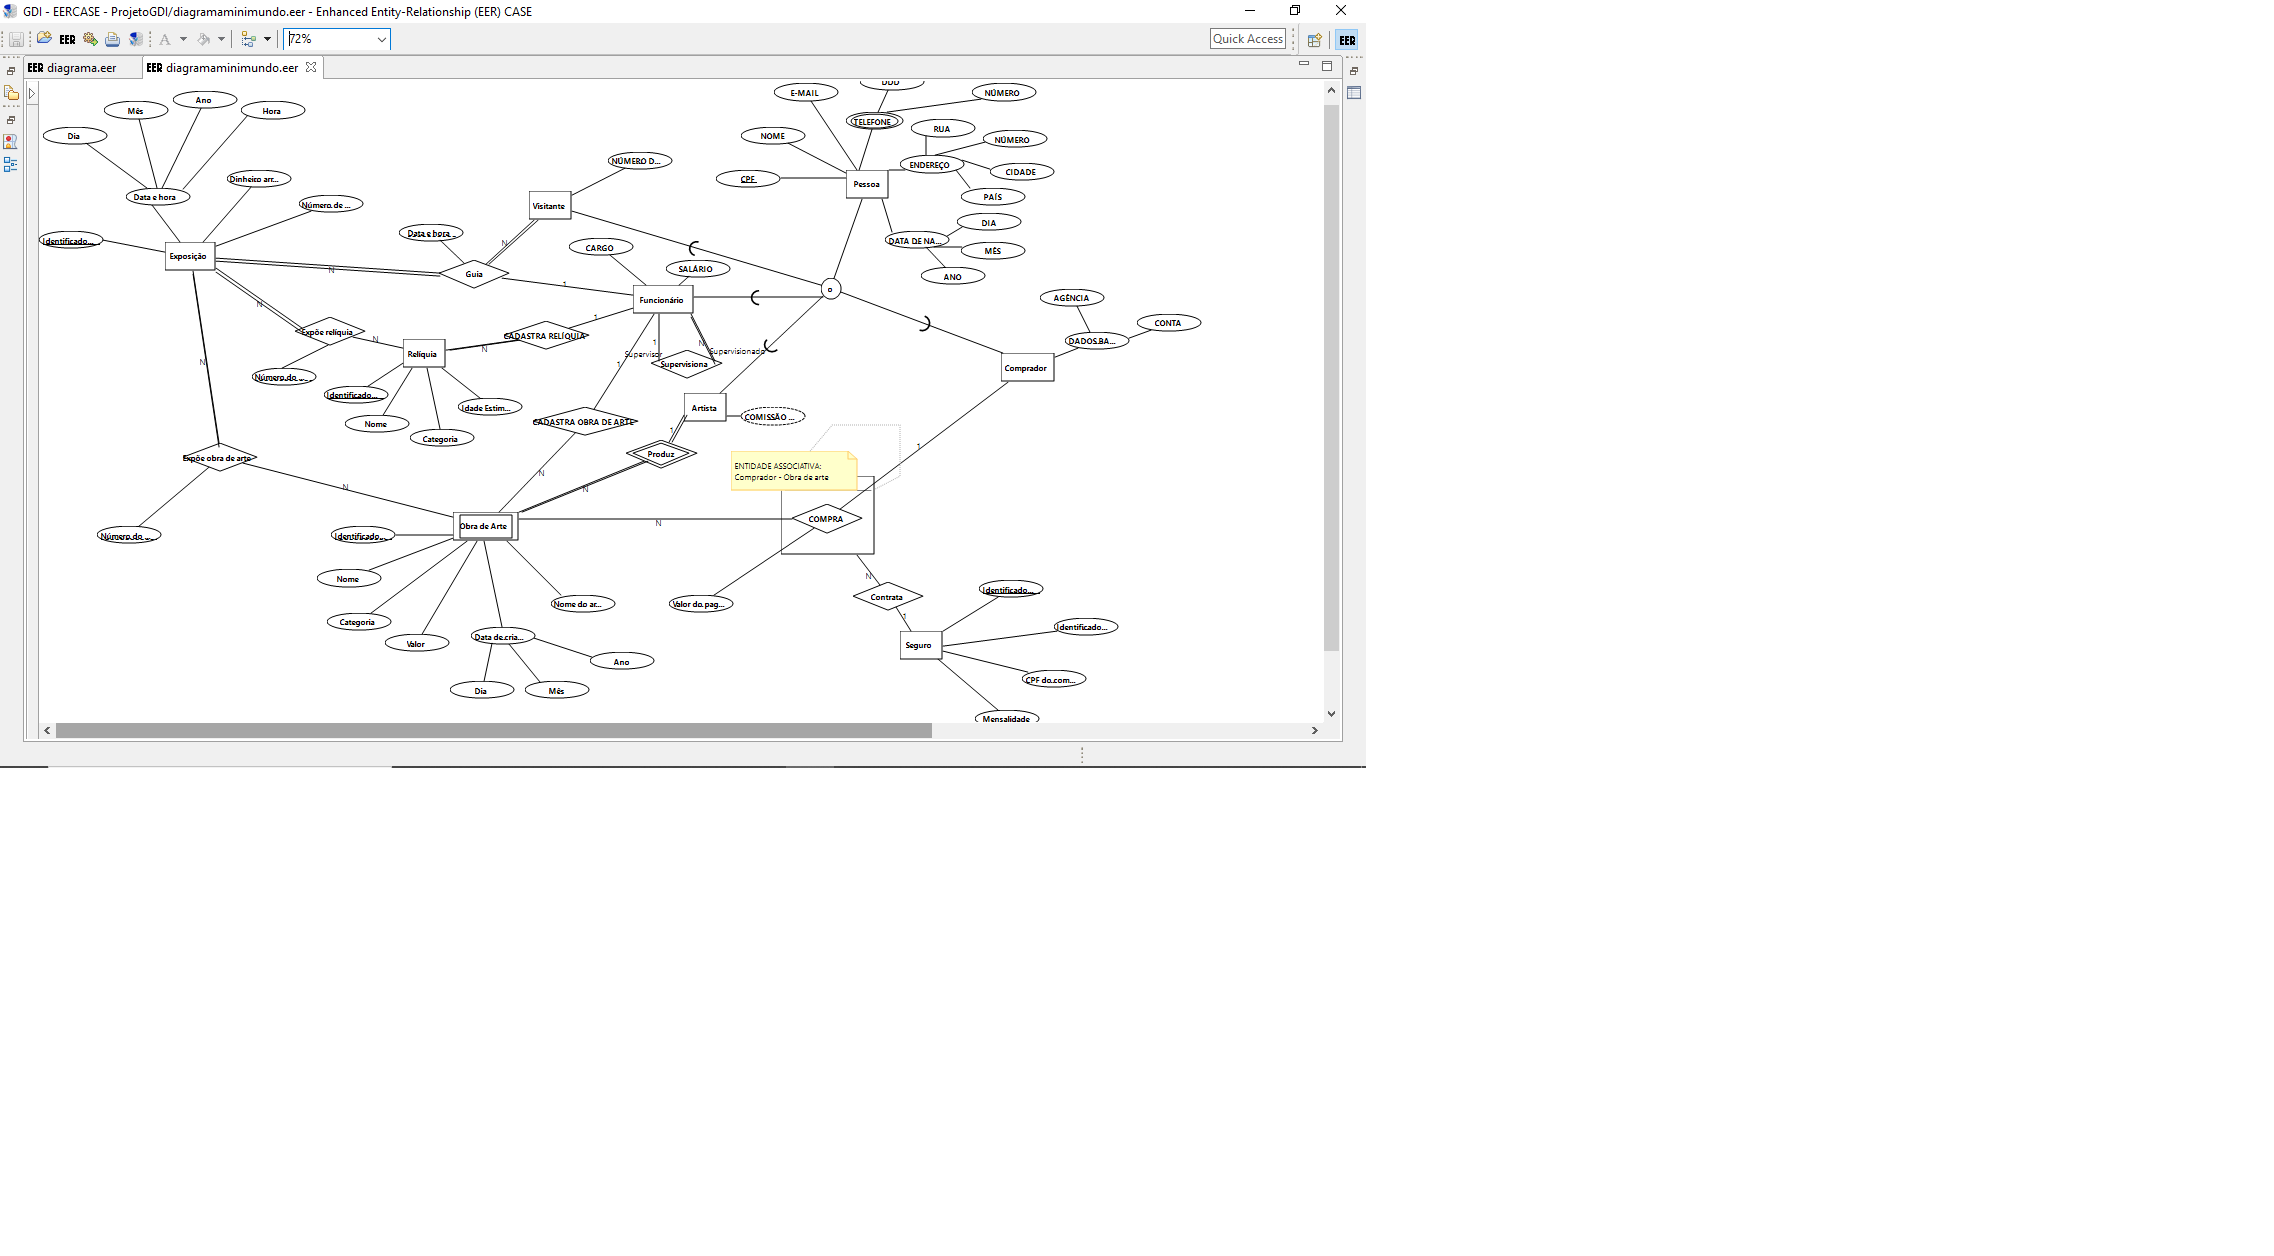 GDI - EERCASE - ProjetoGDI/diagramaminimundo.eer - Enhanced Entity-Relationship (EER) CASE
EER
A
72%
Quick Access
EER
EER diagrama.eer
EER diagramaminimundo.eer
DDD
E-MAIL
NÚMERO
Ano
Mês
Hora
TELEFONE
RUA
Dia
NOME
NÚMERO
NÚMERO D...
ENDEREÇO
CIDADE
Dinheiro arr...
CPF
Pessoa
Data e hora
PAÍS
Número de ...
Visitante
DIA
Data e hora ...
Identificado...
N
CARGO
DATA DE NA...
MÊS
Exposição
N
Guia
SALÁRIO
ANO
1
o
Funcionário
AGÊNCIA
N
1
CONTA
Expõe relíquia
N
CADASTRA RELÍQUIA
1
N
DADOS BA...
N
Relíquia
Supervisor
Supervisionado
N
1
Supervisiona
Comprador
Número do ...
Identificado...
Idade Estim...
Artista
COMISSÃO ...
Nome
CADASTRA OBRA DE ARTE
1
Categoria
1
Expõe obra de arte
Produz
ENTIDADE ASSOCIATIVA:
Comprador - Obra de arte
N
N
N
COMPRA
Obra de Arte
N
Número do ...
Identificado...
Nome
N
Contrata
Identificado...
Nome do ar...
Valor do pag...
1
Categoria
Identificado...
Data de cria...
Valor
Seguro
Ano
CPF do com...
Dia
Mês
Mensalidade